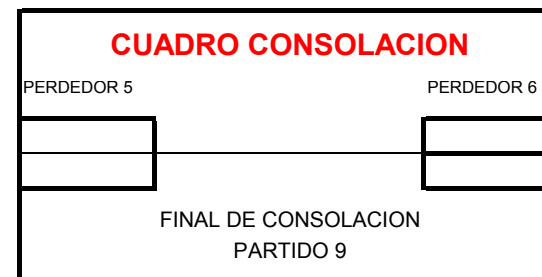 CUADRO CONSOLACION
PERDEDOR 5 PERDEDOR 6
FINAL DE CONSOLACION
PARTIDO 9